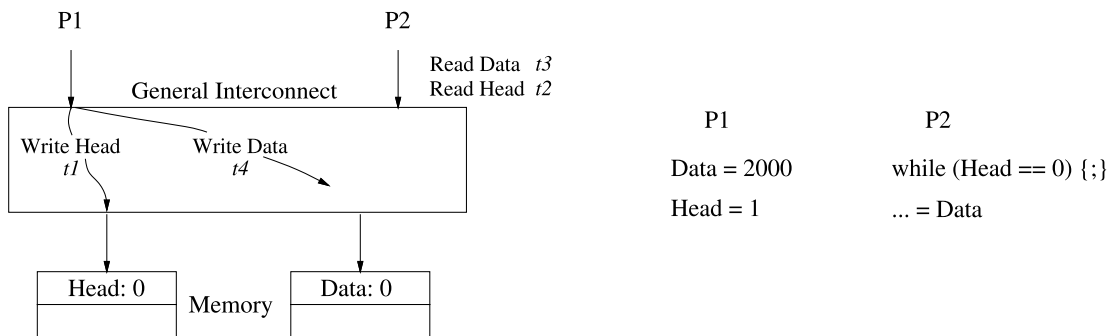 P1
P2
Read Data t3
Read Head t2
General Interconnect
Write Head
t1
Write Data
t4
Head: 0
Memory
Data: 0
P1
P2
Data = 2000
while (Head == 0) {;}
Head = 1
... = Data